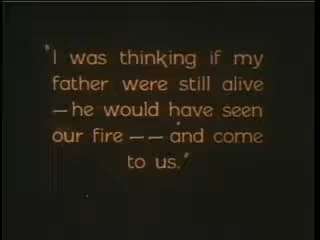 "I was thinking if my
father were still alive
—he would have seen
our fire —— and come
to us."